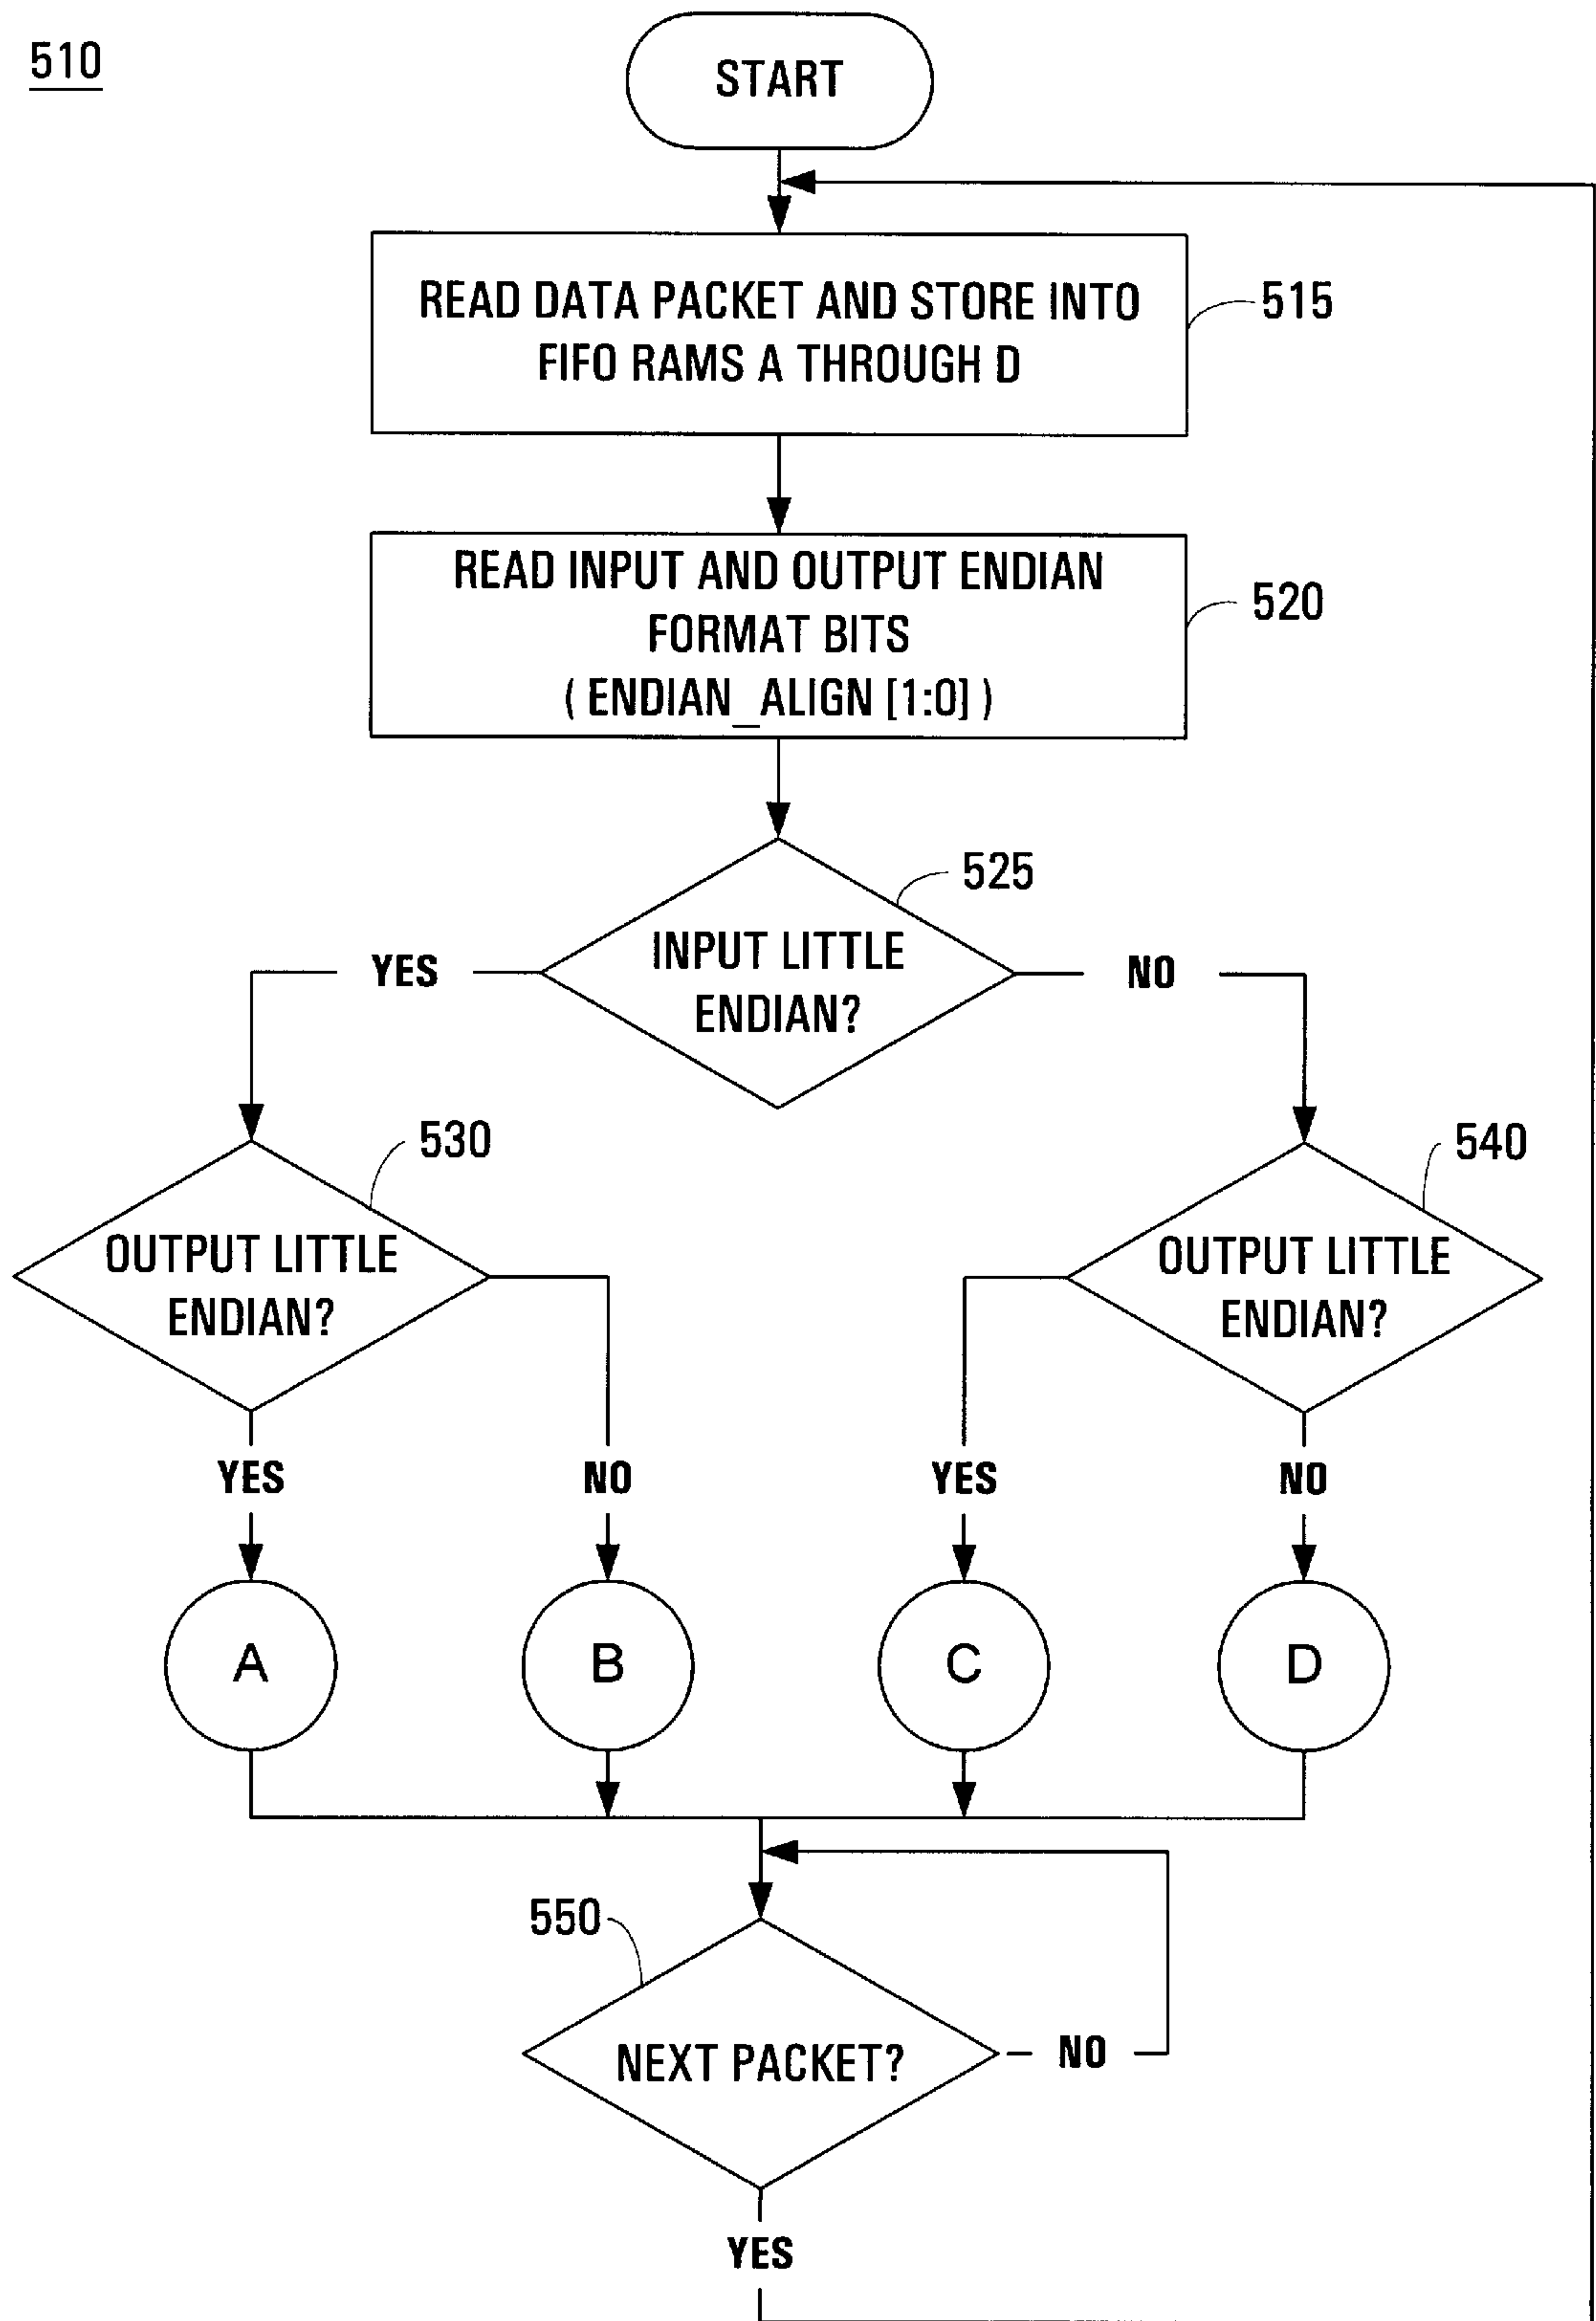 510
START
READ DATA PACKET AND STORE INTO
FIFO RAMS A THROUGH D
515
READ INPUT AND OUTPUT ENDIAN
FORMAT BITS
( ENDIAN_ALIGN [1:0] )
520
525
INPUT LITTLE
ENDIAN?
YES
NO
530
OUTPUT LITTLE
ENDIAN?
540
OUTPUT LITTLE
ENDIAN?
YES
NO
YES
NO
A
B
C
D
550
NEXT PACKET?
NO
YES